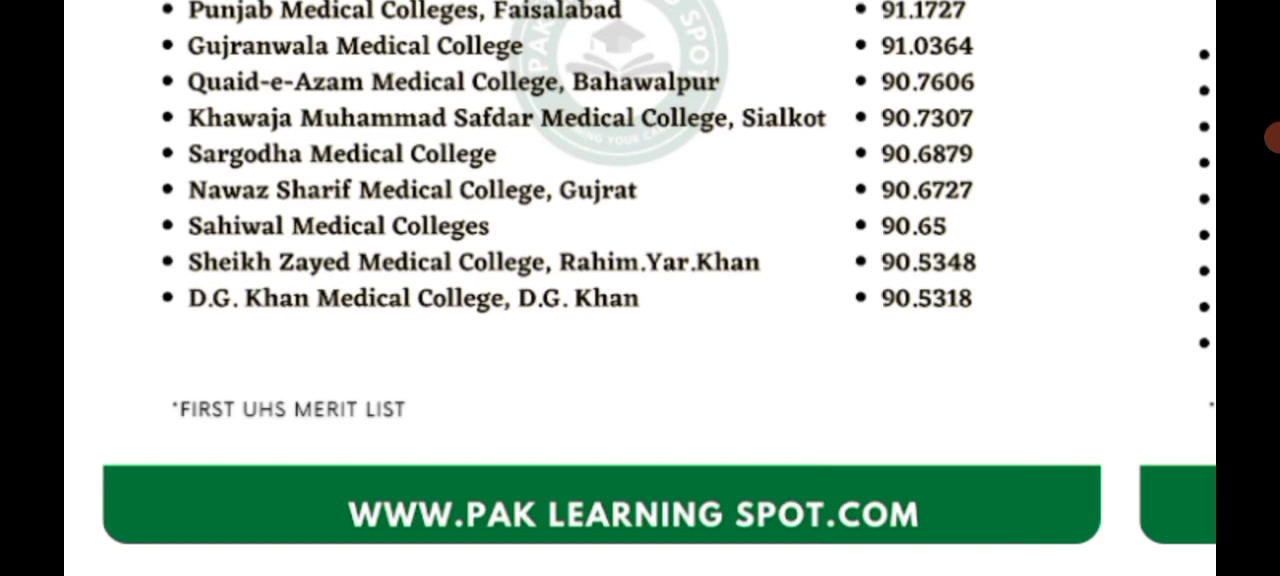 • Punjab Medical Colleges, Faisalabad • 91.1727
• Gujranwala Medical College • 91.0364
• Quaid-e-Azam Medical College, Bahawalpur • 90.7606
• Khawaja Muhammad Safdar Medical College, Sialkot • 90.7307
• Sargodha Medical College • 90.6879
• Nawaz Sharif Medical College, Gujrat • 90.6727
• Sahiwal Medical Colleges • 90.65
• Sheikh Zayed Medical College, Rahim.Yar.Khan • 90.5348
• D.G. Khan Medical College, D.G. Khan • 90.5318
*FIRST UHS MERIT LIST
WWW.PAK LEARNING SPOT.COM